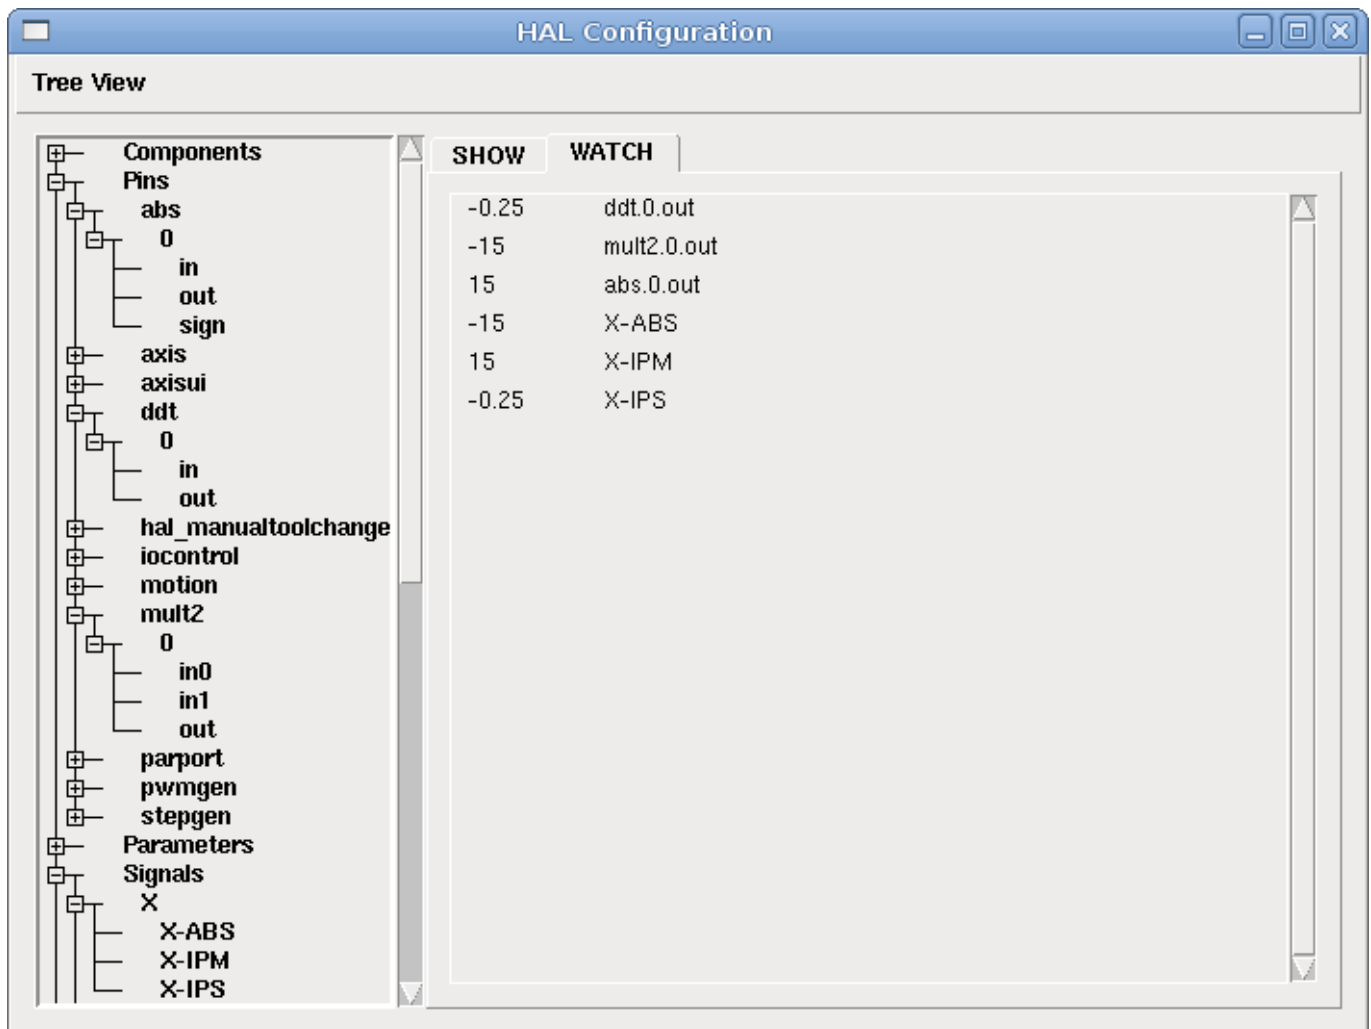 HAL Configuration
Tree View
Components
Pins
abs
0
in
out
sign
axis
axisui
ddt
0
in
out
hal_manualtoolchange
iocontrol
motion
mult2
0
in0
in1
out
parport
pwmgen
stepgen
Parameters
Signals
X
X-ABS
X-IPM
X-IPS
SHOW WATCH
-0.25 ddt.0.out
-15 mult2.0.out
15 abs.0.out
-15 X-ABS
15 X-IPM
-0.25 X-IPS